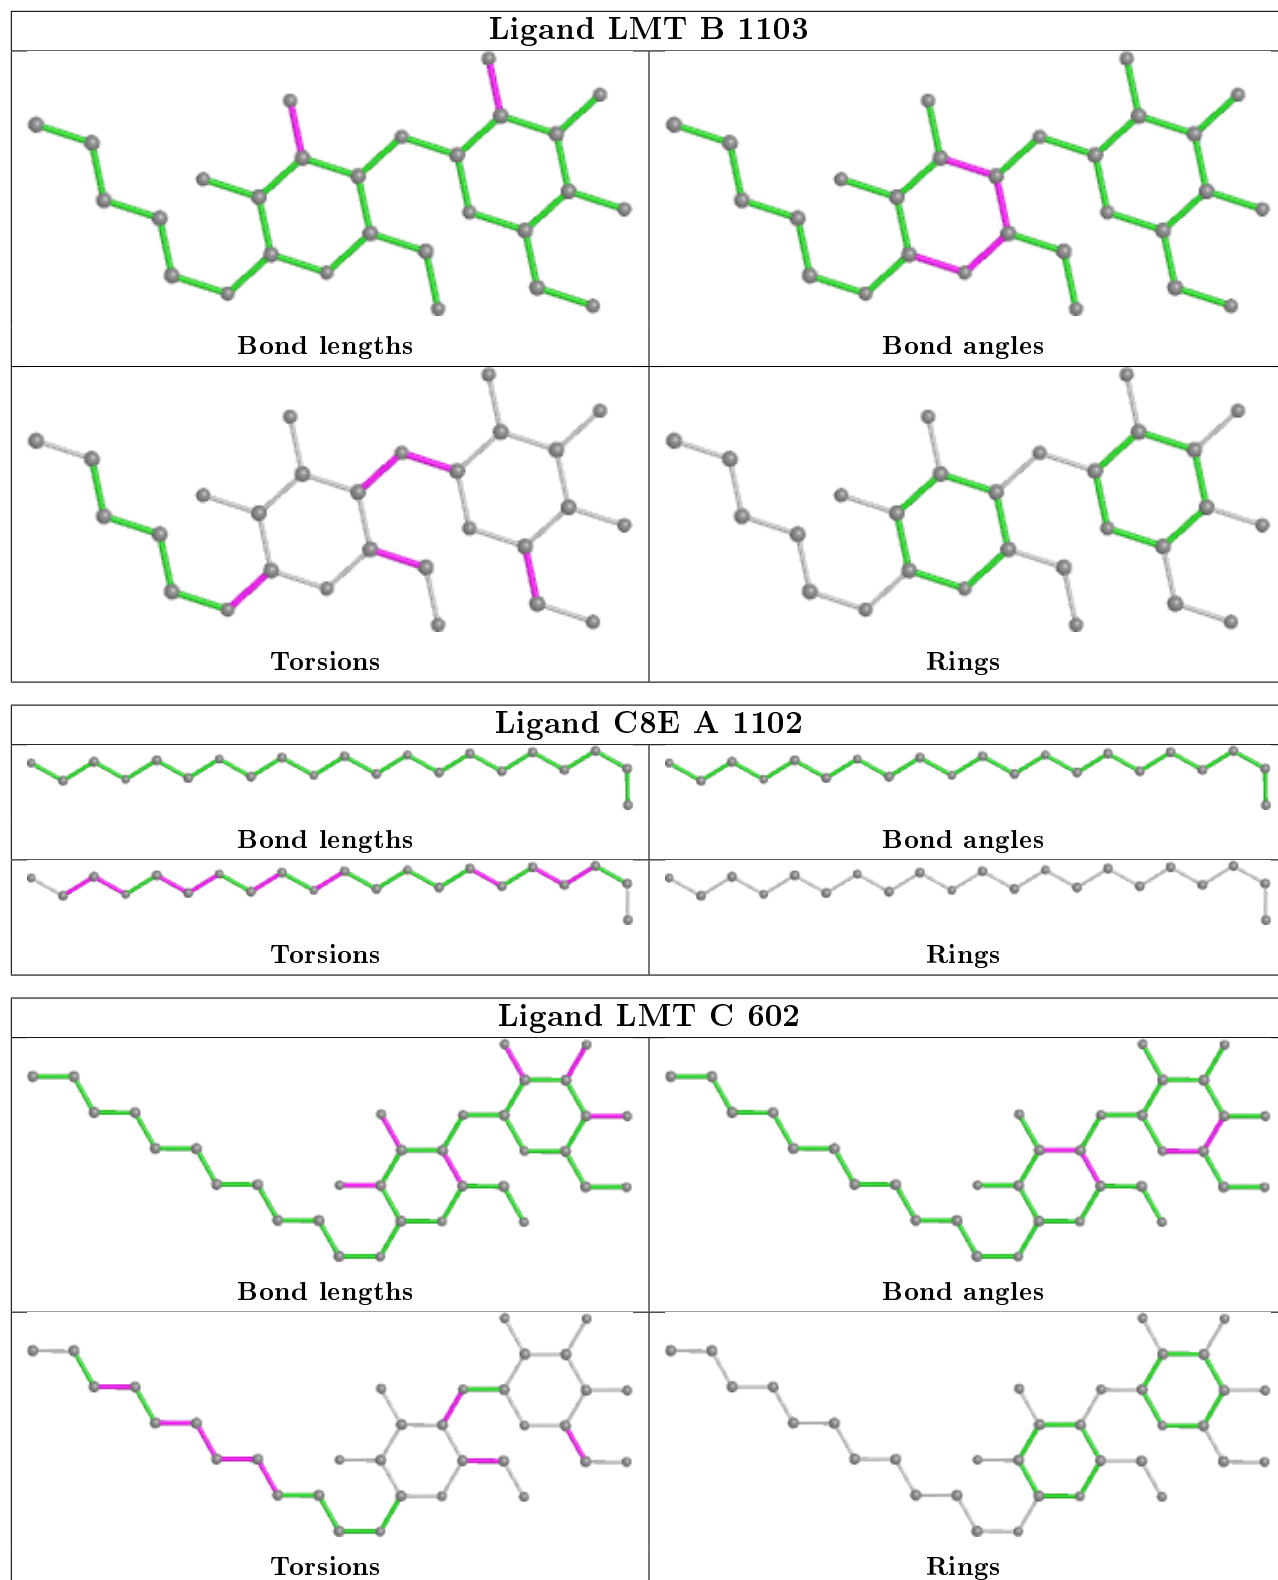 Ligand LMT B 1103
Bond lengths
Bond angles
Torsions
Rings
Ligand C8E A 1102
Bond lengths
Bond angles
Torsions
Rings
Ligand LMT C 602
Bond lengths
Bond angles
Torsions
Rings